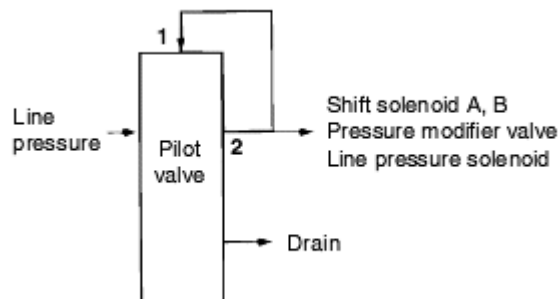 1
Line
pressure
Pilot
valve
2
Shift solenoid A, B
Pressure modifier valve
Line pressure solenoid
Drain